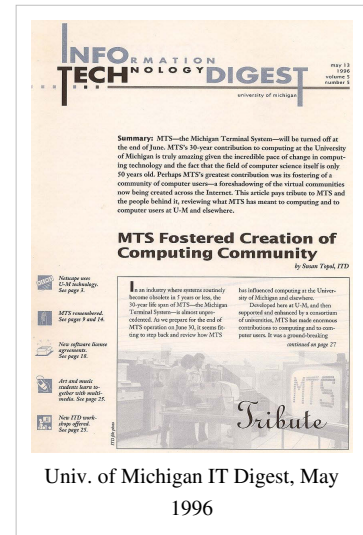 INFORMATION
TECHNOLOGY DIGEST
may 13
1996
volume 5
number 5
university of michigan
Summary: MTS—the Michigan Terminal System—will be turned off at
the end of June. MTS's 30-year contribution to computing at the University
of Michigan is truly amazing given the incredible pace of change in comput-
ing technology and the fact that the field of computer science itself is only
50 years old. Perhaps MTS's greatest contribution was its fostering of a
community of computer users—a foreshadowing of the virtual communities
now being created across the Internet. This article pays tribute to MTS and
the people behind it, reviewing what MTS has meant to computing and to
computer users at U-M and elsewhere.
MTS Fostered Creation of
Computing Community
by Susan Topol, ITD
Netscape uses
U-M technology.
See page 3.
MTS remembered.
See pages 9 and 14.
New software license
agreements.
See page 18.
Art and music
students learn to-
gether with multi-
media. See page 25.
New ITD work-
shops offered.
See page 29.
In an industry where systems routinely
become obsolete in 5 years or less, the
30-year life span of MTS—the Michigan
Terminal System—is almost unpre-
cedented. As we prepare for the end of
MTS operation on June 30, it seems fit-
ting to step back and review how MTS
has influenced computing at the Univer-
sity of Michigan and elsewhere.
Developed here at U-M, and then
supported and enhanced by a consortium
of universities, MTS has made enormous
contributions to computing and to com-
puter users. It was a ground-breaking
continued on page 27
MTS
Tribute
ITD file photo
Univ. of Michigan IT Digest, May
1996